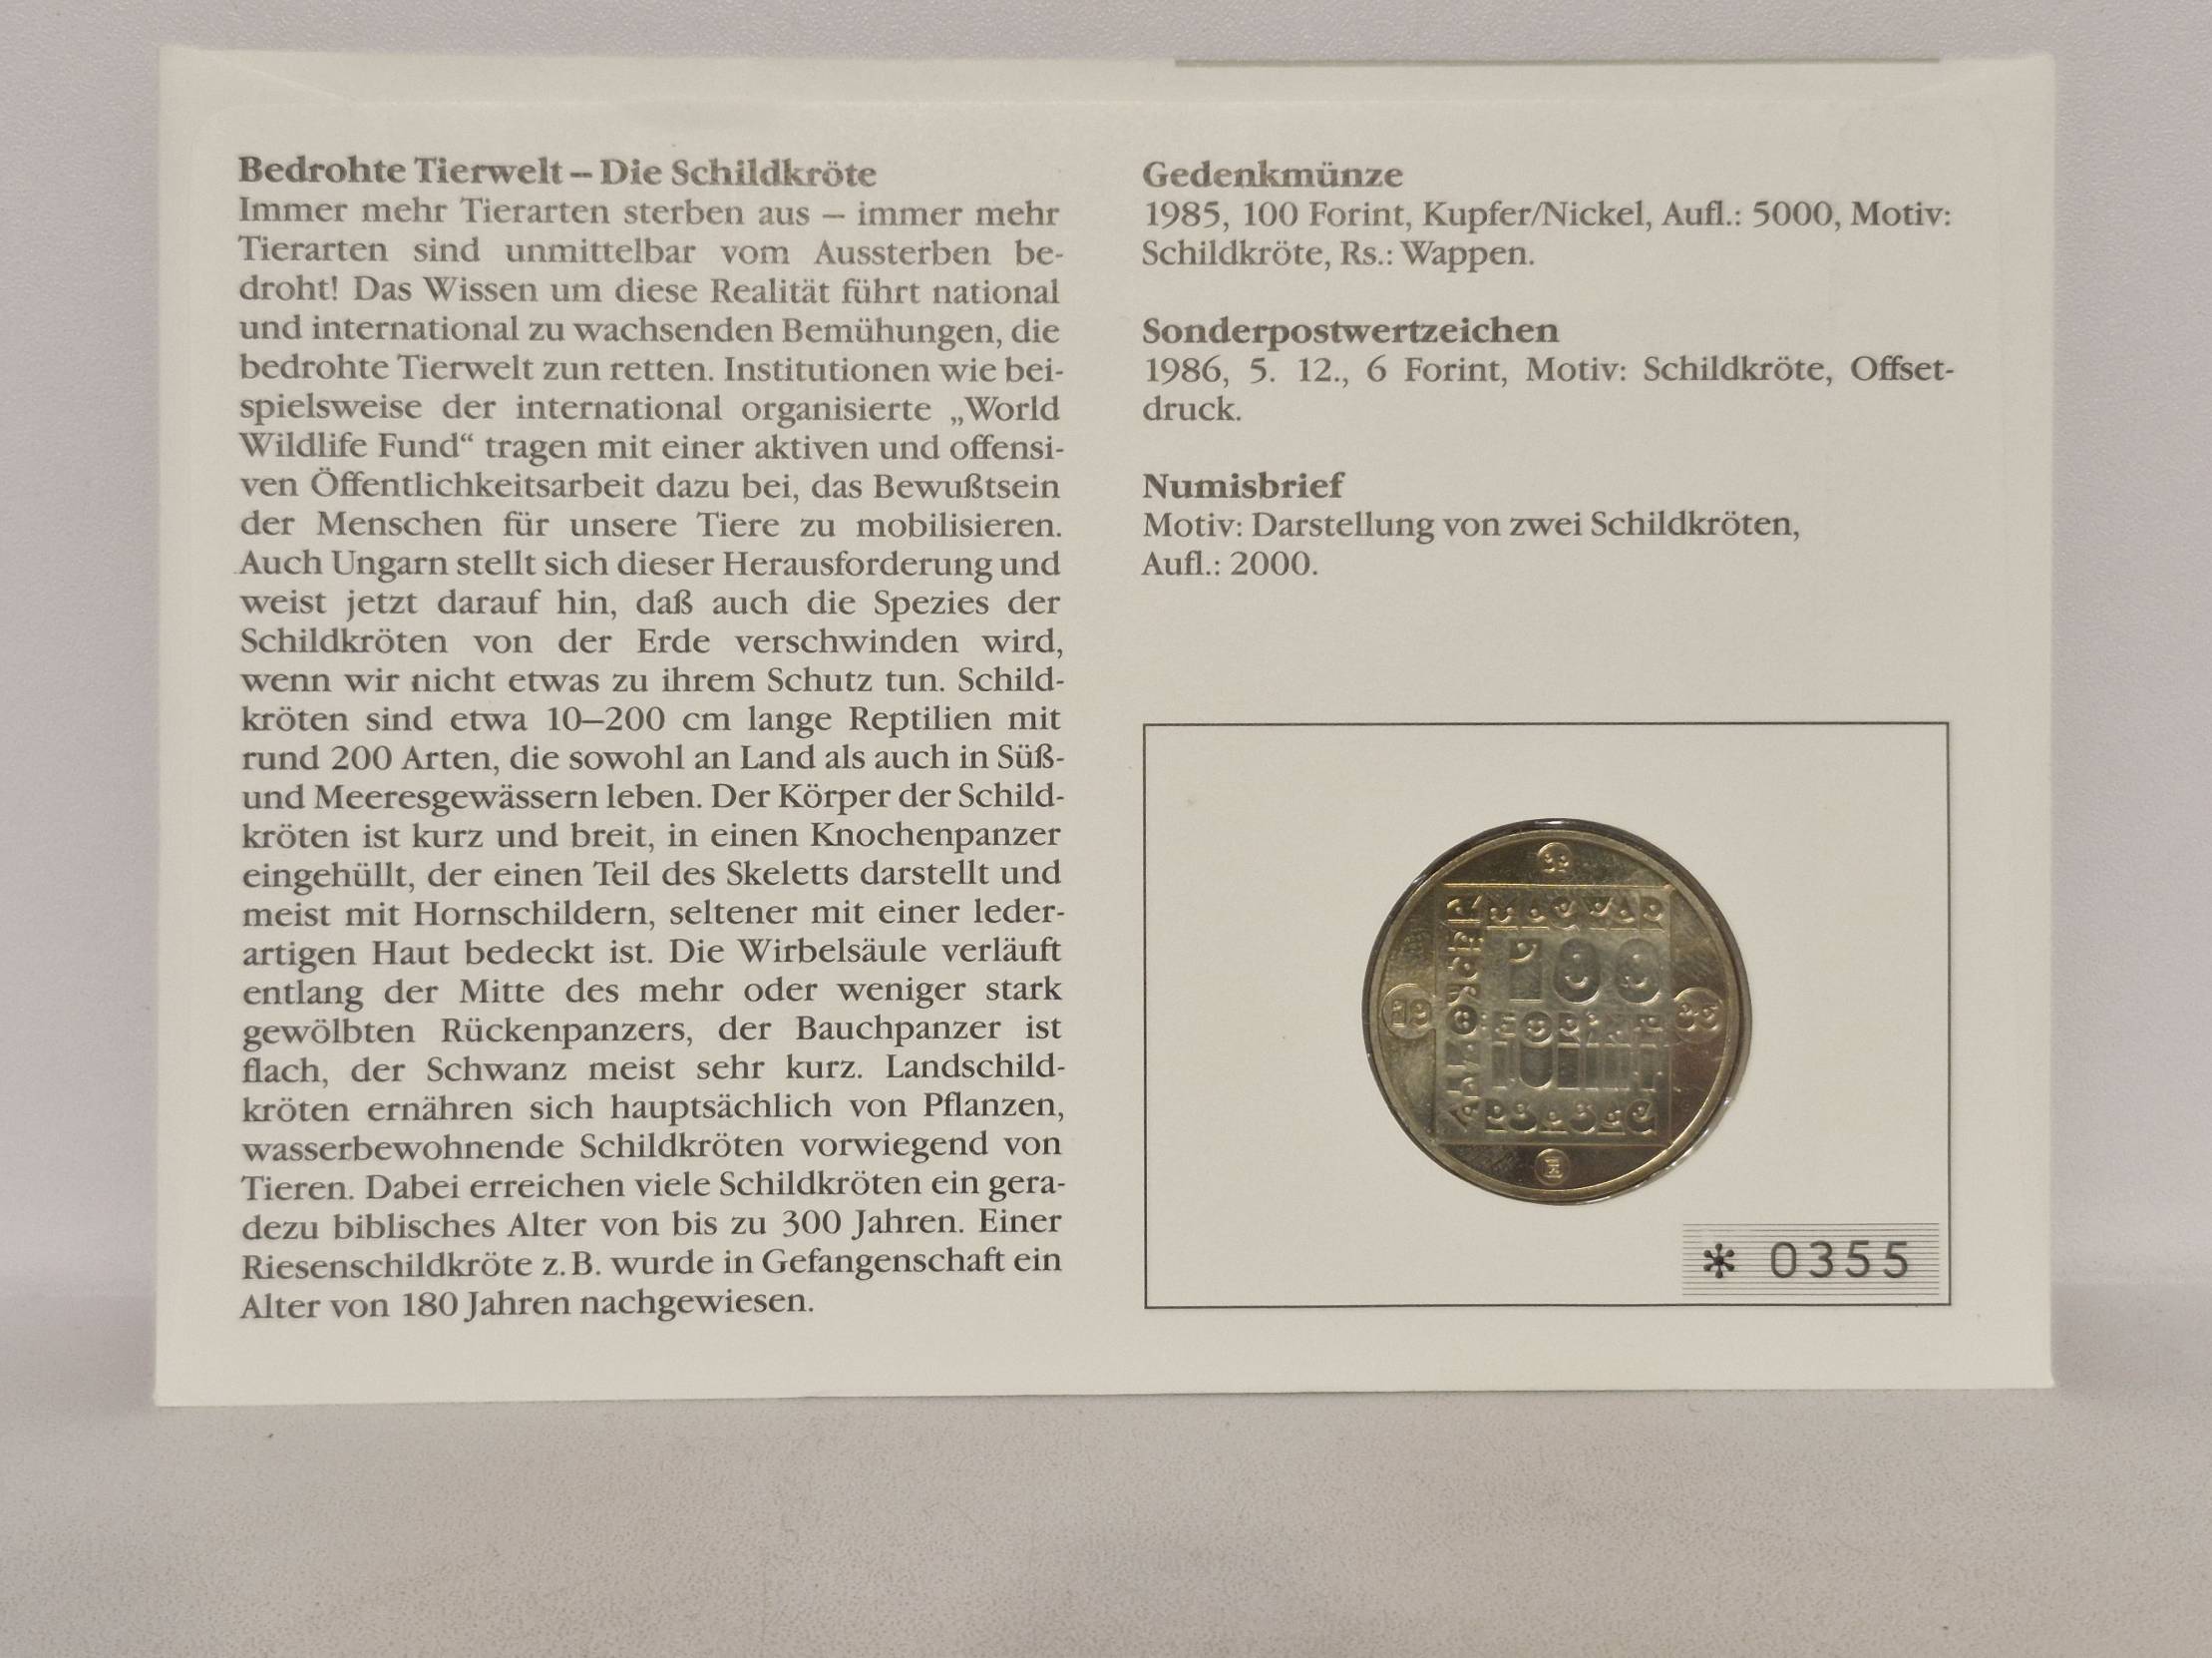 Bedrohte Tierwelt – Die Schildkröte
Immer mehr Tierarten sterben aus – immer mehr
Tierarten sind unmittelbar vom Aussterben be-
droht! Das Wissen um diese Realität führt national
und international zu wachsenden Bemühungen, die
bedrohte Tierwelt zun retten. Institutionen wie bei-
spielsweise der international organisierte „World
Wildlife Fund“ tragen mit einer aktiven und offensi-
ven Öffentlichkeitsarbeit dazu bei, das Bewußtsein
der Menschen für unsere Tiere zu mobilisieren.
Auch Ungarn stellt sich dieser Herausforderung und
weist jetzt darauf hin, daß auch die Spezies der
Schildkröten von der Erde verschwinden wird,
wenn wir nicht etwas zu ihrem Schutz tun. Schild-
kröten sind etwa 10–200 cm lange Reptilien mit
rund 200 Arten, die sowohl an Land als auch in Süß-
und Meeresgewässern leben. Der Körper der Schild-
kröten ist kurz und breit, in einen Knochenpanzer
eingehüllt, der einen Teil des Skeletts darstellt und
meist mit Hornschildern, seltener mit einer leder-
artigen Haut bedeckt ist. Die Wirbelsäule verläuft
entlang der Mitte des mehr oder weniger stark
gewölbten Rückenpanzers, der Bauchpanzer ist
flach, der Schwanz meist sehr kurz. Landschild-
kröten ernähren sich hauptsächlich von Pflanzen,
wasserbewohnende Schildkröten vorwiegend von
Tieren. Dabei erreichen viele Schildkröten ein gera-
dezu biblisches Alter von bis zu 300 Jahren. Einer
Riesenschildkröte z. B. wurde in Gefangenschaft ein
Alter von 180 Jahren nachgewiesen.
Gedenkmünze
1985, 100 Forint, Kupfer/Nickel, Aufl.: 5000, Motiv:
Schildkröte, Rs.: Wappen.
Sonderpostwertzeichen
1986, 5. 12., 6 Forint, Motiv: Schildkröte, Offset-
druck.
Numisbrief
Motiv: Darstellung von zwei Schildkröten,
Aufl.: 2000.
MAGYAR
100
FORINT
19
* 0355